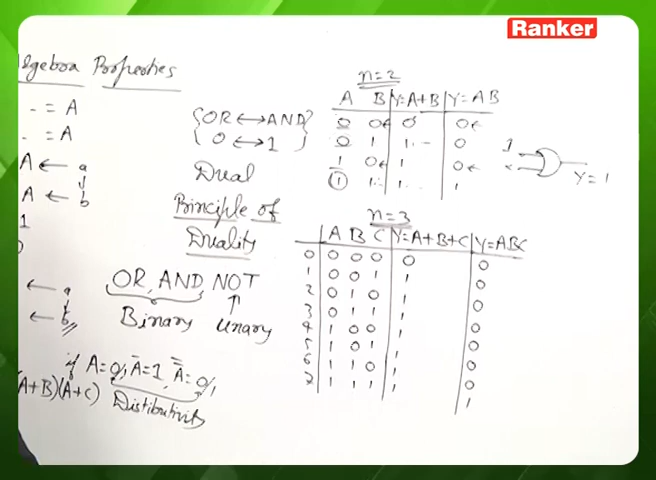 Ranker
lgebra Properties
- = A
- = A
A ← a
A ← b
1
← a
← b
(A+B)(A+C) Distributivity
{OR ↔ AND}
{0 ↔ 1}
Dual
Principle of
Duality
OR, AND, NOT
Binary Unary
if A=0, Ā=1, A̿=0,
n=2
A B Y=A+B Y=AB
0 0 0 0
0 1 1 0
1 0 1 0
1 1 1 1
1
Y=1
n=3
A B C Y=A+B+C Y=ABC
0 0 0 0 0 0
1 0 0 1 1 0
2 0 1 0 1 0
3 0 1 1 1 0
4 1 0 0 1 0
5 1 0 1 1 0
6 1 1 0 1 0
7 1 1 1 1 1